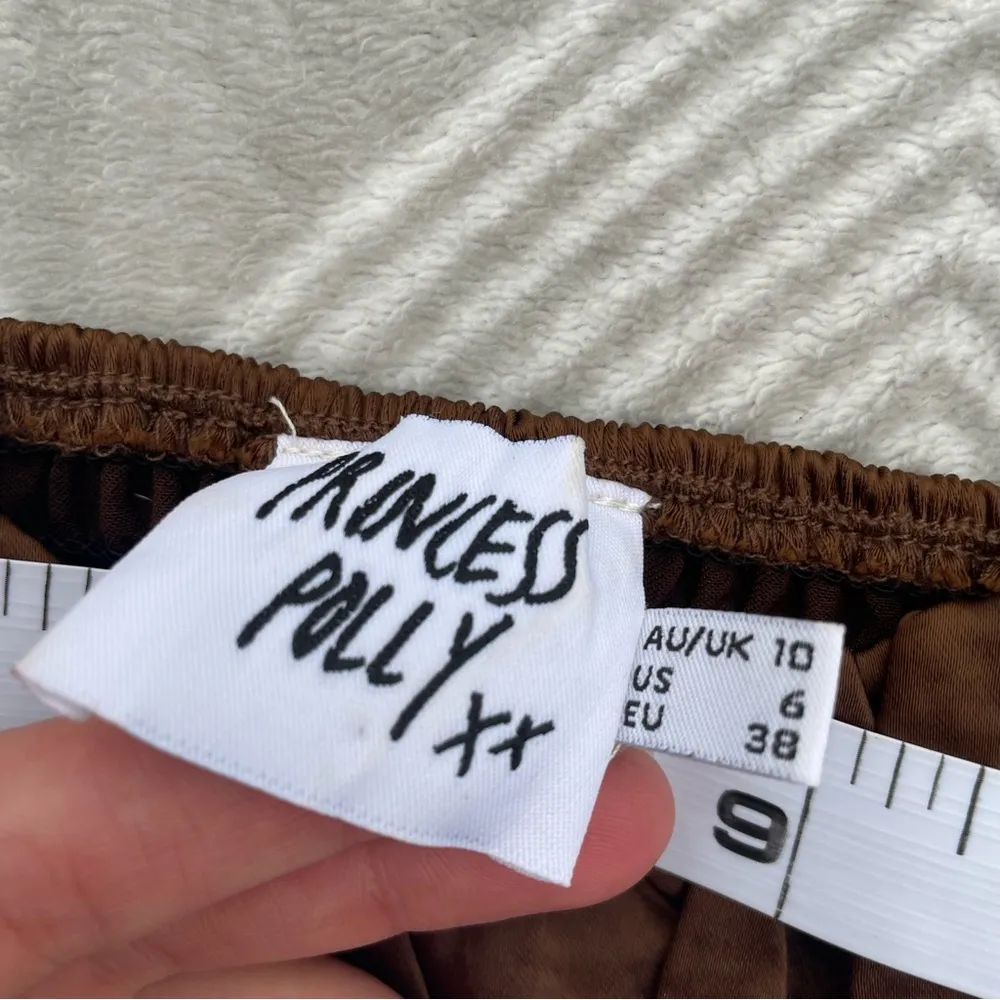 PRINCESS
POLLY
xx
AU/UK 10
US 6
EU 38
9